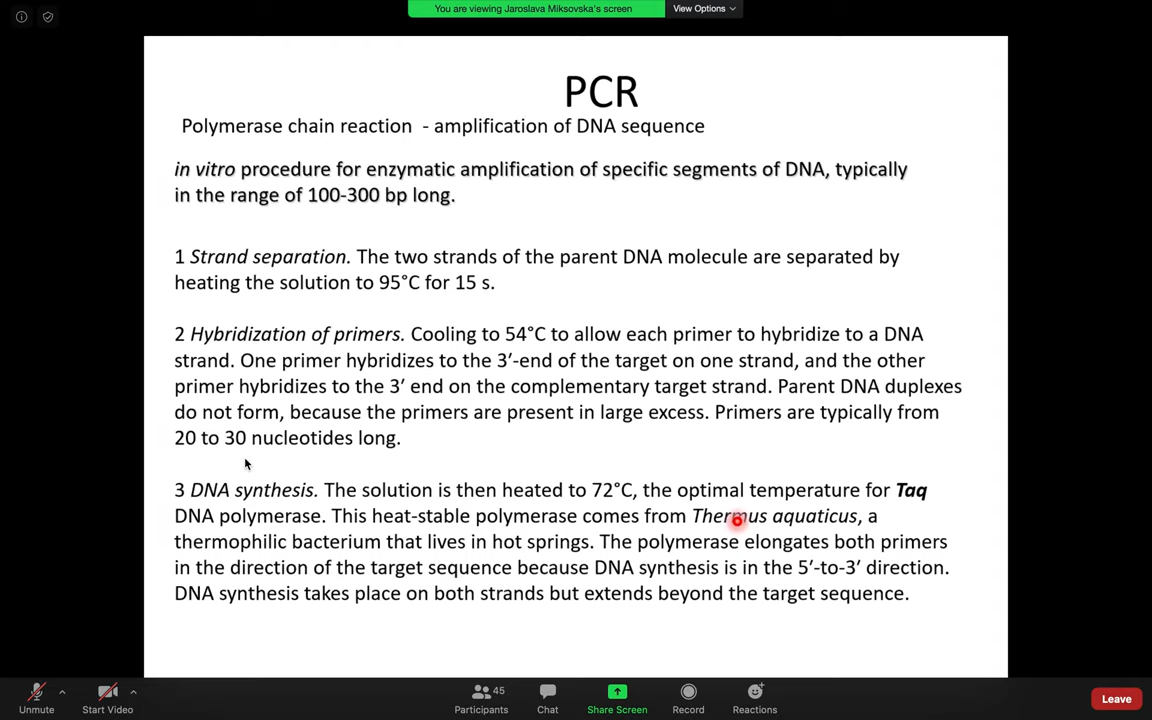 You are viewing Jaroslava Miksovska's screen
View Options
PCR
Polymerase chain reaction - amplification of DNA sequence
in vitro procedure for enzymatic amplification of specific segments of DNA, typically
in the range of 100-300 bp long.
1 Strand separation. The two strands of the parent DNA molecule are separated by
heating the solution to 95°C for 15 s.
2 Hybridization of primers. Cooling to 54°C to allow each primer to hybridize to a DNA
strand. One primer hybridizes to the 3′-end of the target on one strand, and the other
primer hybridizes to the 3′ end on the complementary target strand. Parent DNA duplexes
do not form, because the primers are present in large excess. Primers are typically from
20 to 30 nucleotides long.
3 DNA synthesis. The solution is then heated to 72°C, the optimal temperature for Taq
DNA polymerase. This heat-stable polymerase comes from Thermus aquaticus, a
thermophilic bacterium that lives in hot springs. The polymerase elongates both primers
in the direction of the target sequence because DNA synthesis is in the 5′-to-3′ direction.
DNA synthesis takes place on both strands but extends beyond the target sequence.
45
Unmute Start Video Participants Chat Share Screen Record Reactions Leave